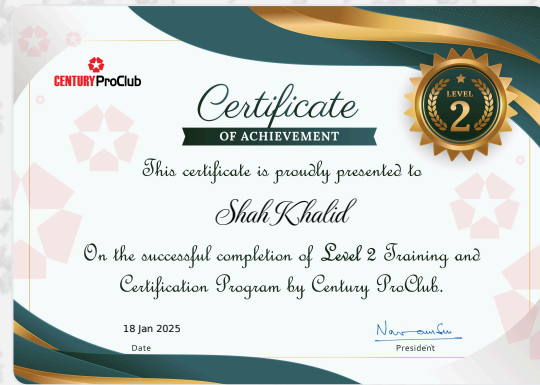 CENTURY ProClub
Certificate
OF ACHIEVEMENT
LEVEL
2
This certificate is proudly presented to
Shah Khalid
On the successful completion of Level 2 Training and
Certification Program by Century ProClub.
18 Jan 2025
Date
President